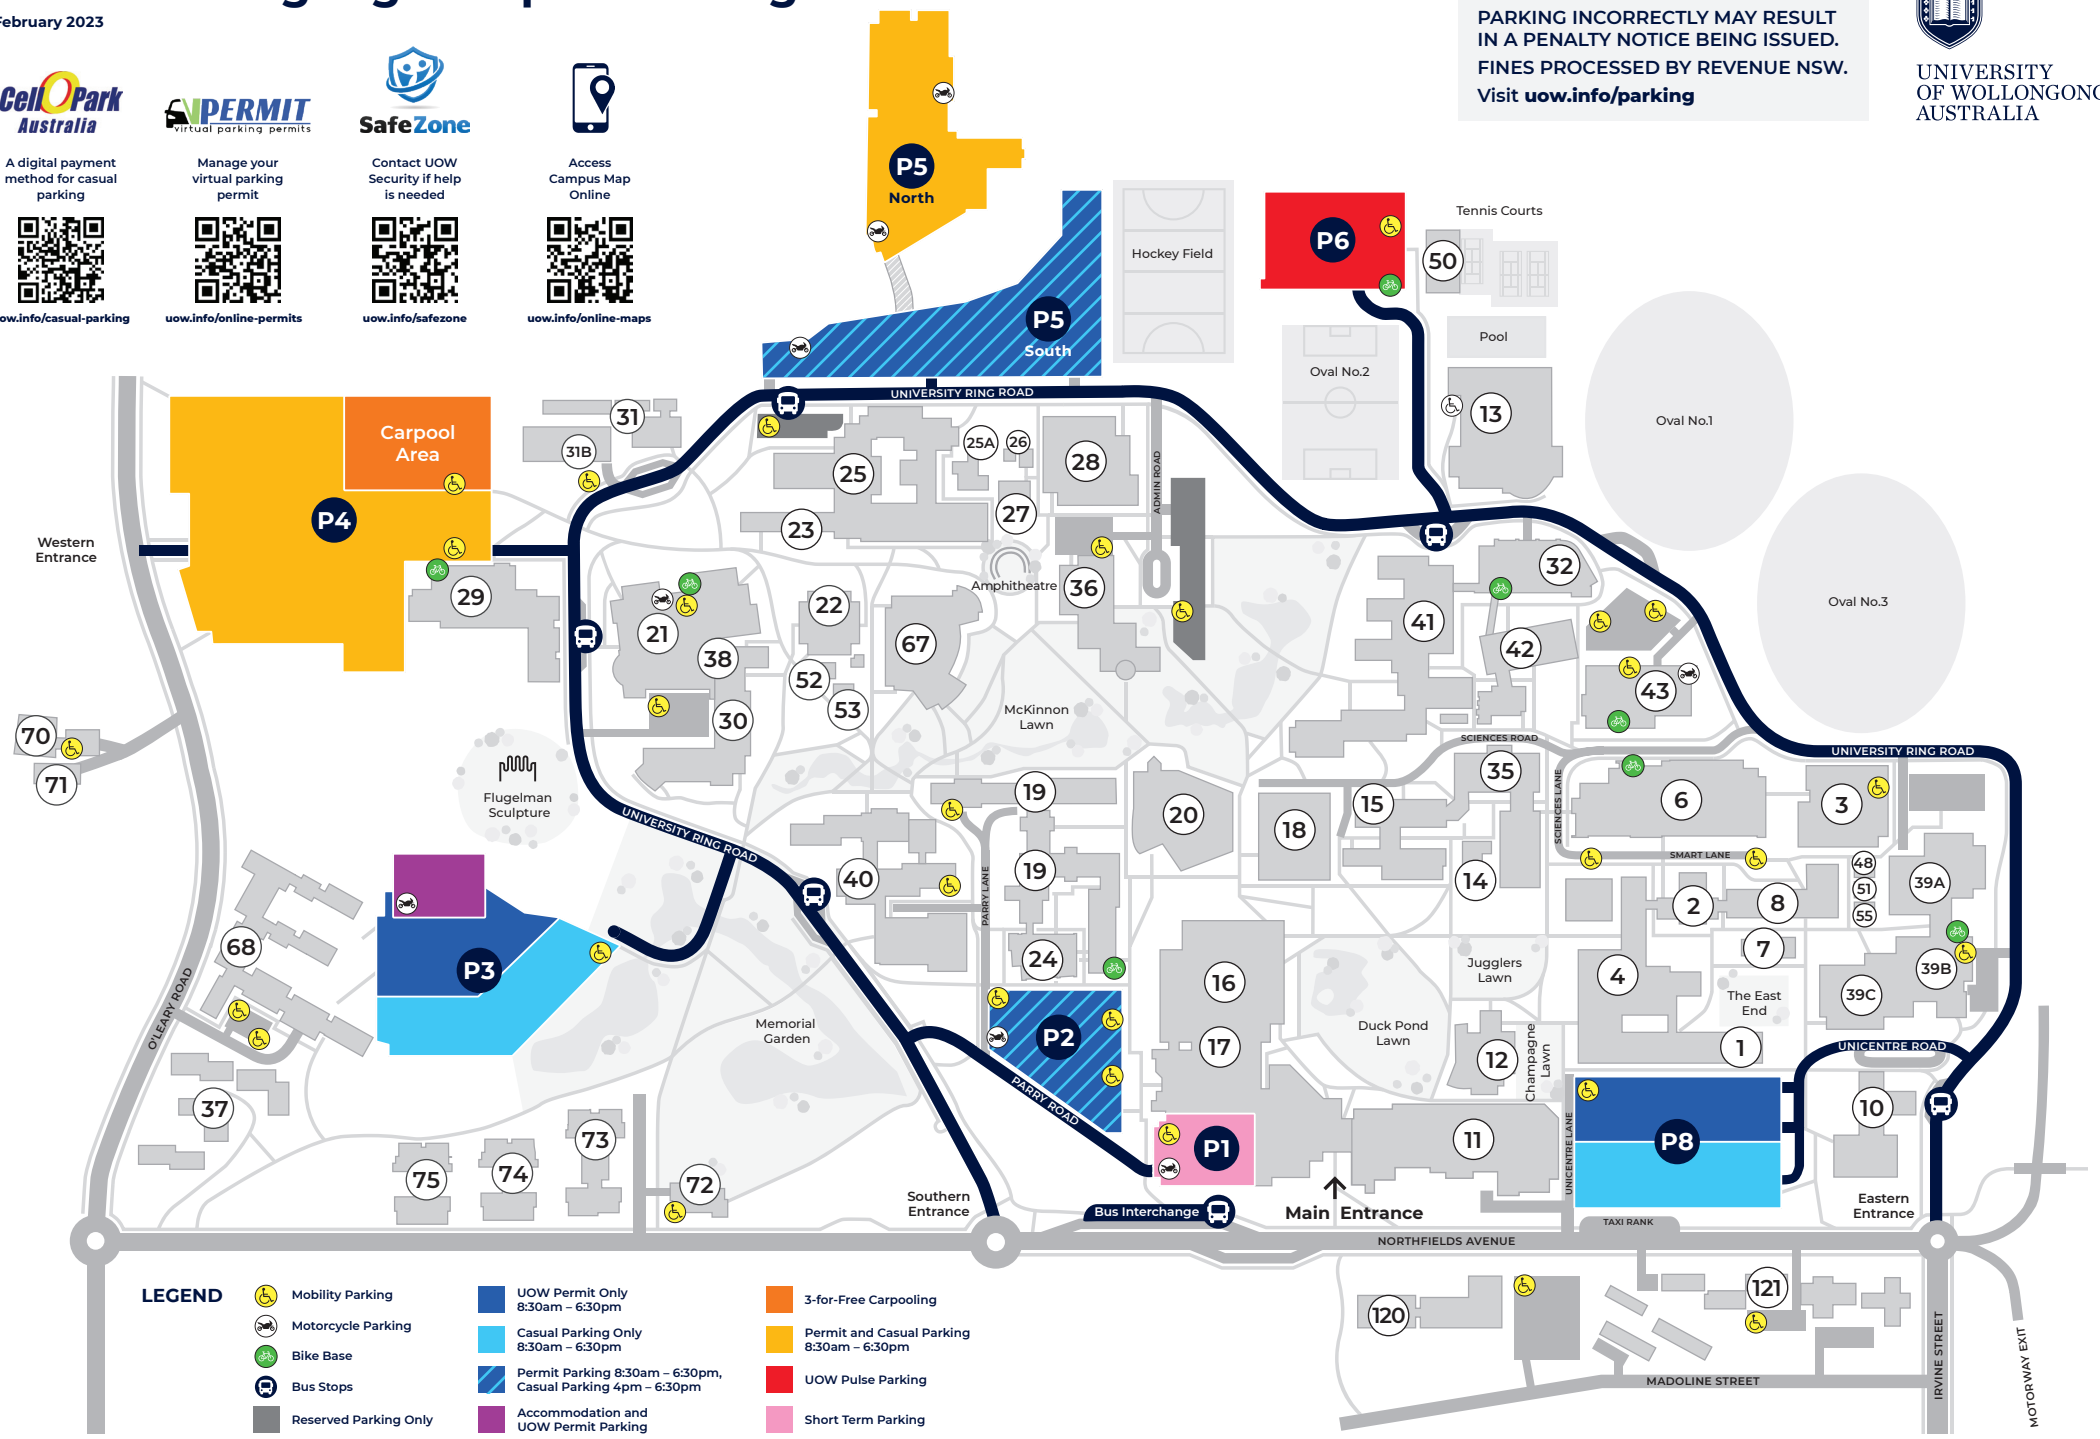 February 2023
PARKING INCORRECTLY MAY RESULT
IN A PENALTY NOTICE BEING ISSUED.
FINES PROCESSED BY REVENUE NSW.
Visit uow.info/parking
UNIVERSITY
OF WOLLONGONG
AUSTRALIA
CellOPark
Australia
VPERMIT
virtual parking permits
SafeZone
A digital payment
method for casual
parking
Manage your
virtual parking
permit
Contact UOW
Security if help
is needed
Access
Campus Map
Online
uow.info/casual-parking
uow.info/online-permits
uow.info/safezone
uow.info/online-maps
P5
North
P5
South
Hockey Field
P6
Tennis Courts
50
Pool
Oval No.2
13
Oval No.1
Oval No.3
UNIVERSITY RING ROAD
Carpool
Area
P4
Western
Entrance
31
31B
25
25A
26
28
27
23
ADMIN ROAD
Amphitheatre
36
29
21
22
67
38
52
53
30
McKinnon
Lawn
41
32
42
43
SCIENCES ROAD
UNIVERSITY RING ROAD
70
71
Flugelman
Sculpture
UNIVERSITY RING ROAD
19
20
18
15
35
SCIENCES LANE
6
3
SMART LANE
40
19
PARRY LANE
14
48
51
55
39A
2
8
7
68
P3
24
16
Jugglers
Lawn
4
39B
39C
The East
End
O'LEARY ROAD
Memorial
Garden
P2
17
Duck Pond
Lawn
12
Champagne
Lawn
1
UNICENTRE ROAD
37
PARRY ROAD
P1
11
UNICENTRE LANE
P8
10
73
75
74
72
Southern
Entrance
Bus Interchange
Main Entrance
Eastern
Entrance
TAXI RANK
NORTHFIELDS AVENUE
120
121
MADOLINE STREET
IRVINE STREET
MOTORWAY EXIT
LEGEND
Mobility Parking
Motorcycle Parking
Bike Base
Bus Stops
Reserved Parking Only
UOW Permit Only
8:30am – 6:30pm
Casual Parking Only
8:30am – 6:30pm
Permit Parking 8:30am – 6:30pm,
Casual Parking 4pm – 6:30pm
Accommodation and
UOW Permit Parking
3-for-Free Carpooling
Permit and Casual Parking
8:30am – 6:30pm
UOW Pulse Parking
Short Term Parking